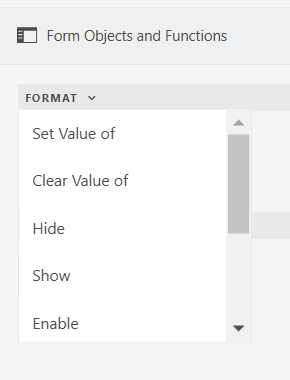 Form Objects and Functions
FORMAT
Set Value of
Clear Value of
Hide
Show
Enable